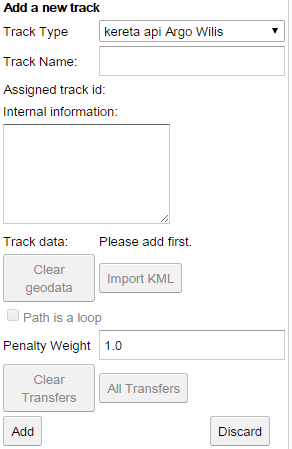 Add a new track
Track Type kereta api Argo Wilis
Track Name:
Assigned track id:
Internal information:
Track data: Please add first.
Clear
geodata
Import KML
Path is a loop
Penalty Weight 1.0
Clear
Transfers
All Transfers
Add Discard